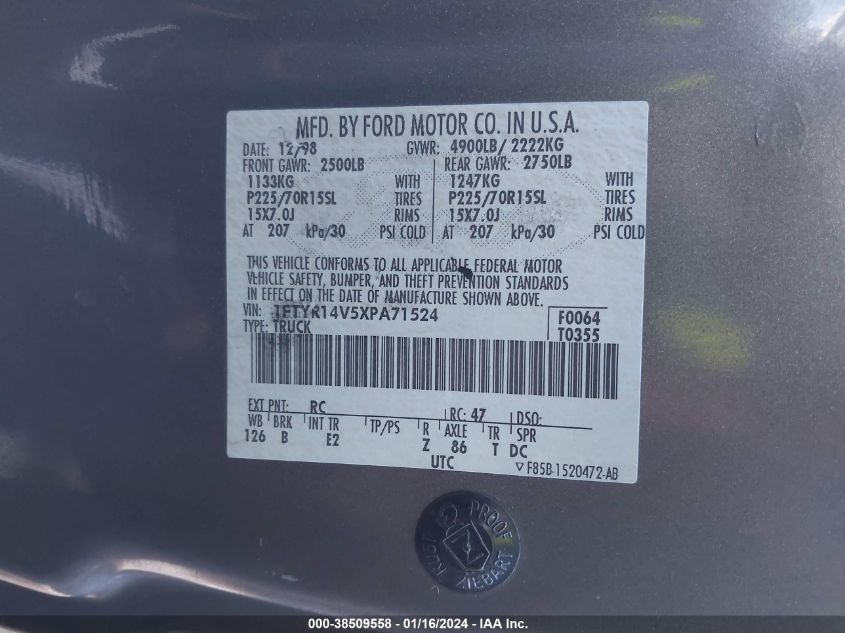 MFD. BY FORD MOTOR CO. IN U.S.A.
DATE: 12/98 GVWR: 4900LB/ 2222KG
FRONT GAWR: 2500LB REAR GAWR: 2750LB
1133KG WITH 1247KG WITH
P225/70R15SL TIRES P225/70R15SL TIRES
15X7.0J RIMS 15X7.0J RIMS
AT 207 kPa/30 PSI COLD AT 207 kPa/30 PSI COLD
THIS VEHICLE CONFORMS TO ALL APPLICABLE FEDERAL MOTOR
VEHICLE SAFETY, BUMPER, AND THEFT PREVENTION STANDARDS
IN EFFECT ON THE DATE OF MANUFACTURE SHOWN ABOVE.
VIN: 1FTYR14V5XPA71524 F0064
TYPE: TRUCK T0355
EXT PNT: RC RC: 47 DSO:
WB BRK INT TR TP/PS R AXLE TR SPR
126 B E2 Z 86 T DC
UTC ▽ F85B-1520472-AB
RUST PROOF
ZIEBART
000-38509558 - 01/16/2024 - IAA Inc.